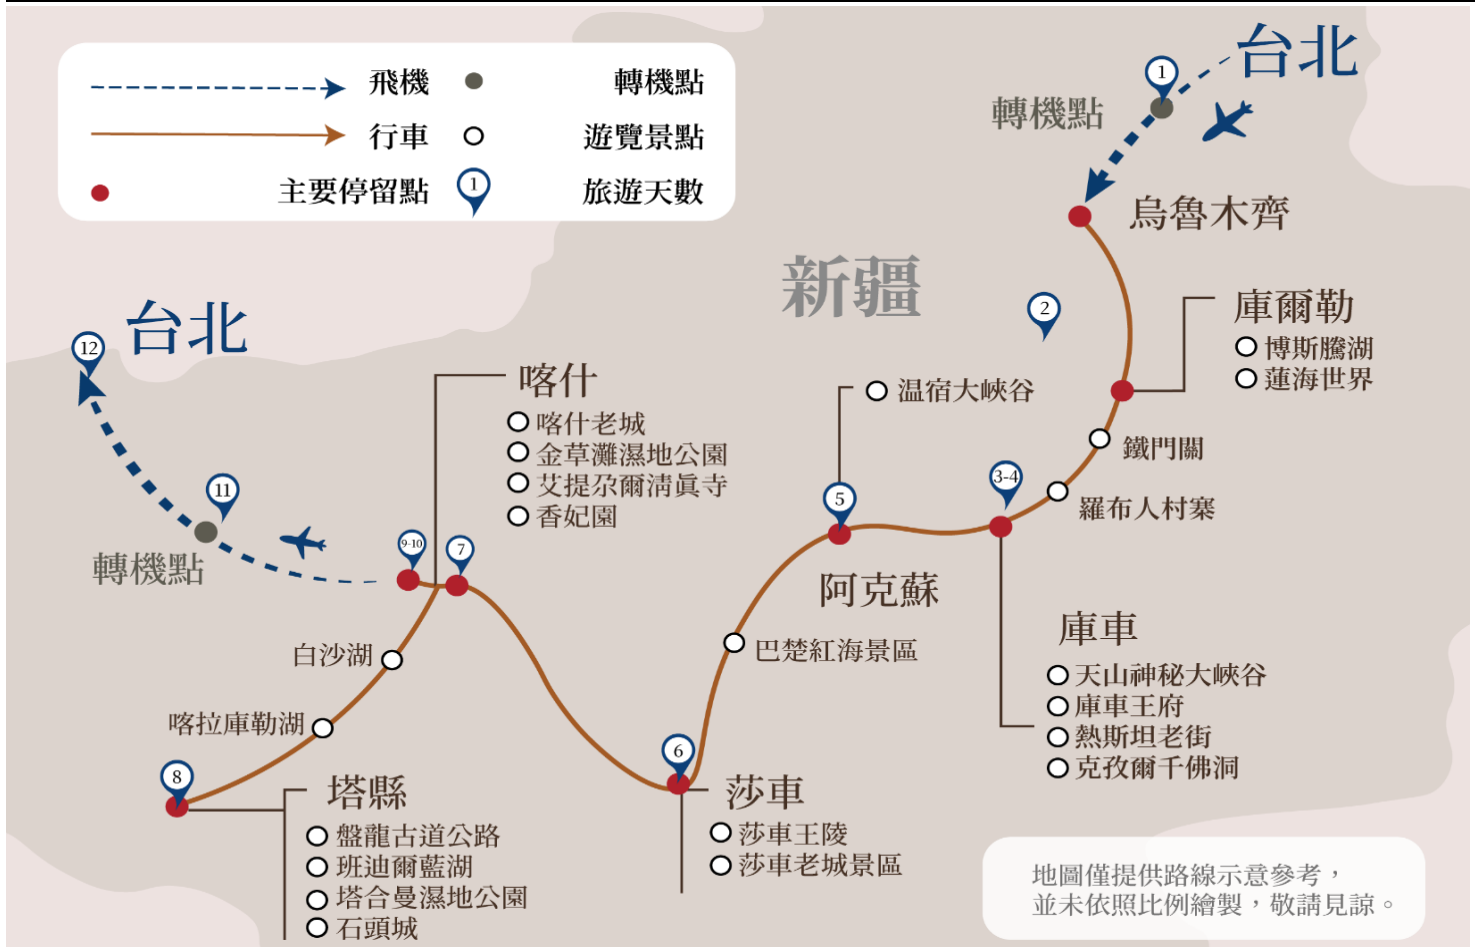 飛機
轉機點
行車
遊覽景點
主要停留點
1
旅遊天數
台北
1
轉機點
烏魯木齊
新疆
2
庫爾勒
博斯騰湖
蓮海世界
鐵門關
羅布人村寨
3-4
庫車
天山神秘大峽谷
庫車王府
熱斯坦老街
克孜爾千佛洞
温宿大峽谷
5
阿克蘇
巴楚紅海景區
6
莎車
莎車王陵
莎車老城景區
喀什
喀什老城
金草灘濕地公園
艾提尕爾清真寺
香妃園
7
9-10
白沙湖
喀拉庫勒湖
8
塔縣
盤龍古道公路
班迪爾藍湖
塔合曼濕地公園
石頭城
11
轉機點
12
台北
地圖僅提供路線示意參考，
並未依照比例繪製，敬請見諒。